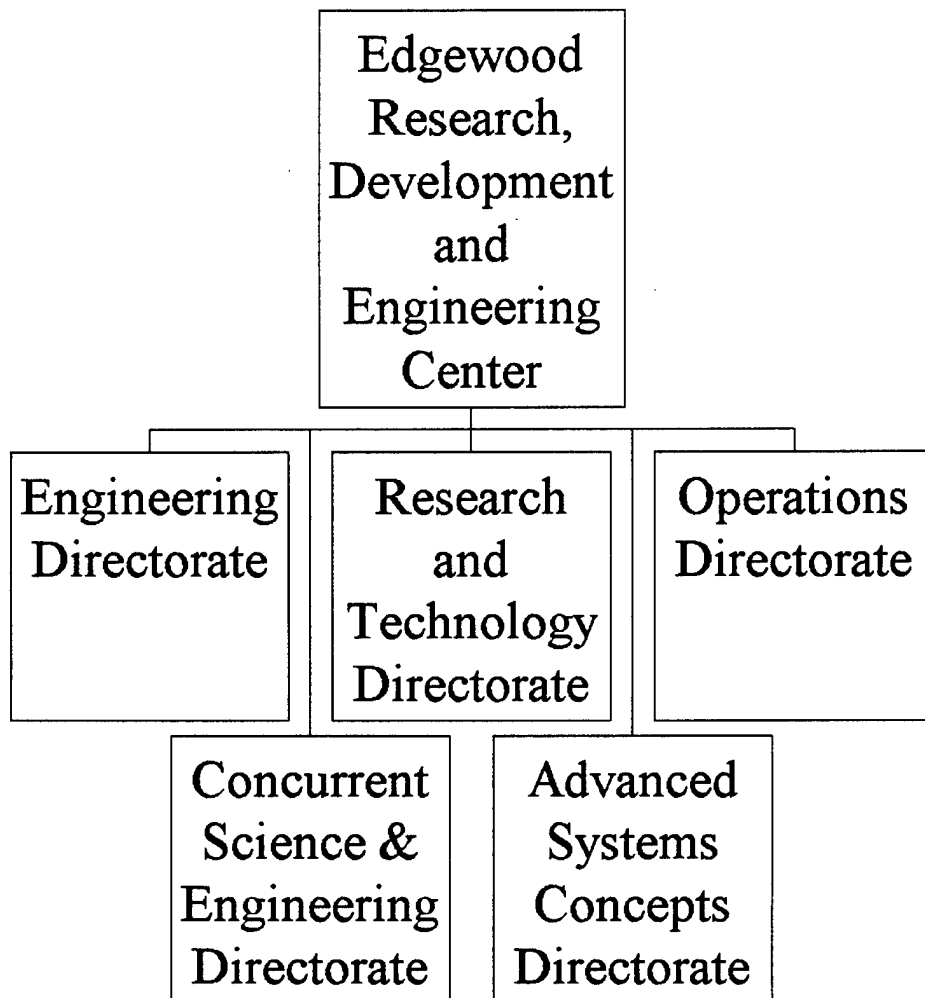 Edgewood
Research,
Development
and
Engineering
Center
Engineering
Directorate
Research
and
Technology
Directorate
Operations
Directorate
Concurrent
Science &
Engineering
Directorate
Advanced
Systems
Concepts
Directorate